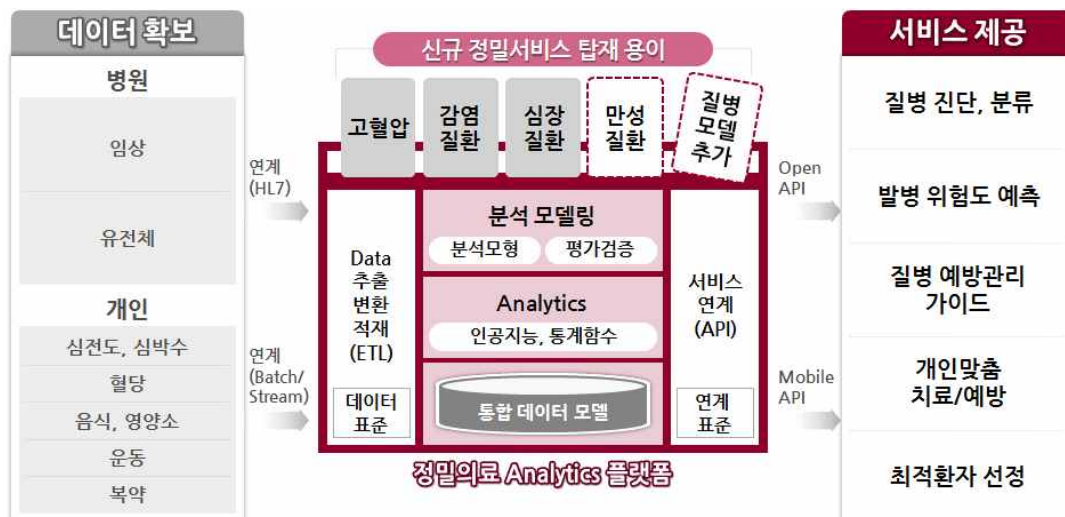 데이터 확보
병원
임상
유전체
개인
심전도, 심박수
혈당
음식, 영양소
운동
복약
연계
(HL7)
연계
(Batch/
Stream)
신규 정밀서비스 탑재 용이
고혈압
감염
질환
심장
질환
만성
질환
질병
모델
추가
Data
추출
변환
적재
(ETL)
데이터
표준
분석 모델링
분석모형
평가검증
Analytics
인공지능, 통계함수
통합 데이터 모델
서비스
연계
(API)
연계
표준
정밀의료 Analytics 플랫폼
Open
API
Mobile
API
서비스 제공
질병 진단, 분류
발병 위험도 예측
질병 예방관리
가이드
개인맞춤
치료/예방
최적환자 선정